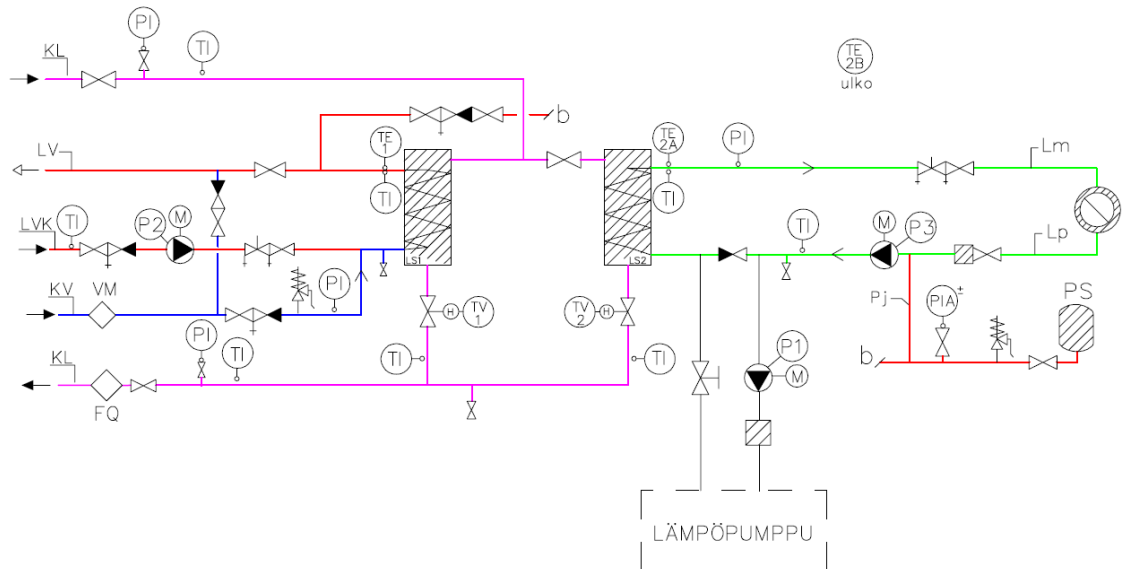 PI
KL
TI
TE
2B
ulko
b
TE
1
TE
2A
PI
Lm
LV
TI
TI
TI
P2
M
LVK
TI
M
P3
Lp
KV
VM
PI
LS1
LS2
Pj
PIA±
PS
H
TV
1
TV
2
H
KL
PI
TI
TI
TI
P1
M
b
FQ
LÄMPÖPUMPPU